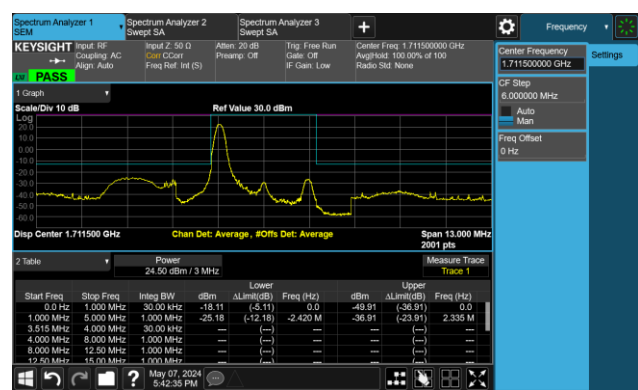 Spectrum Analyzer 1
SEM
Spectrum Analyzer 2
Swept SA
Spectrum Analyzer 3
Swept SA
Frequency
KEYSIGHT
Input: RF
Coupling: AC
Align: Auto
Input Z: 50 Ω
Corr CCorr
Freq Ref: Int (S)
Atten: 20 dB
Preamp: Off
Trig: Free Run
Gate: Off
IF Gain: Low
Center Freq: 1.711500000 GHz
Avg|Hold: 100.00% of 100
Radio Std: None
PASS
Center Frequency
1.711500000 GHz
Settings
CF Step
6.000000 MHz
Auto
Man
Freq Offset
0 Hz
1 Graph
Scale/Div 10 dB
Ref Value 30.0 dBm
Log
20.0
10.0
0.00
-10.0
-20.0
-30.0
-40.0
-50.0
-60.0
Disp Center 1.711500 GHz
Chan Det: Average, #Offs Det: Average
Span 13.000 MHz
2001 pts
2 Table
Power
24.50 dBm / 3 MHz
Measure Trace
Trace 1
Lower Upper
Start Freq Stop Freq Integ BW dBm ΔLimit(dB) Freq (Hz) dBm ΔLimit(dB) Freq (Hz)
0.0 Hz 1.000 MHz 30.00 kHz -18.11 (-5.11) 0.0 -49.91 (-36.91) 0.0
1.000 MHz 5.000 MHz 1.000 MHz -25.18 (-12.18) -2.420 M -36.91 (-23.91) 2.335 M
3.515 MHz 4.000 MHz 30.00 kHz --- (---) --- --- (---) ---
4.000 MHz 8.000 MHz 1.000 MHz --- (---) --- --- (---) ---
8.000 MHz 12.50 MHz 1.000 MHz --- (---) --- --- (---) ---
12.50 MHz 15.00 MHz 1.000 MHz --- (---) --- --- (---) ---
May 07, 2024
5:42:35 PM